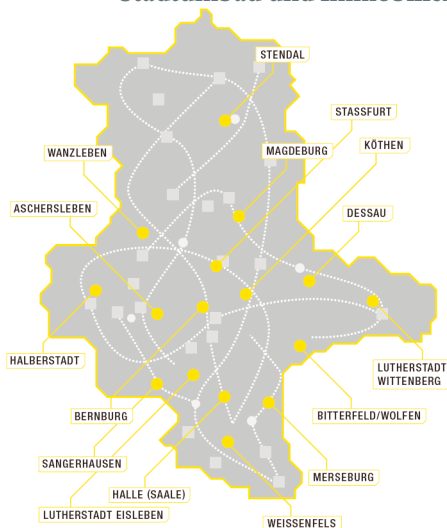 STENDAL
STASSFURT
WANZLEBEN
MAGDEBURG
KÖTHEN
ASCHERSLEBEN
DESSAU
HALBERSTADT
LUTHERSTADT
WITTENBERG
BERNBURG
BITTERFELD/WOLFEN
SANGERHAUSEN
MERSEBURG
HALLE (SAALE)
LUTHERSTADT EISLEBEN
WEISSENFELS